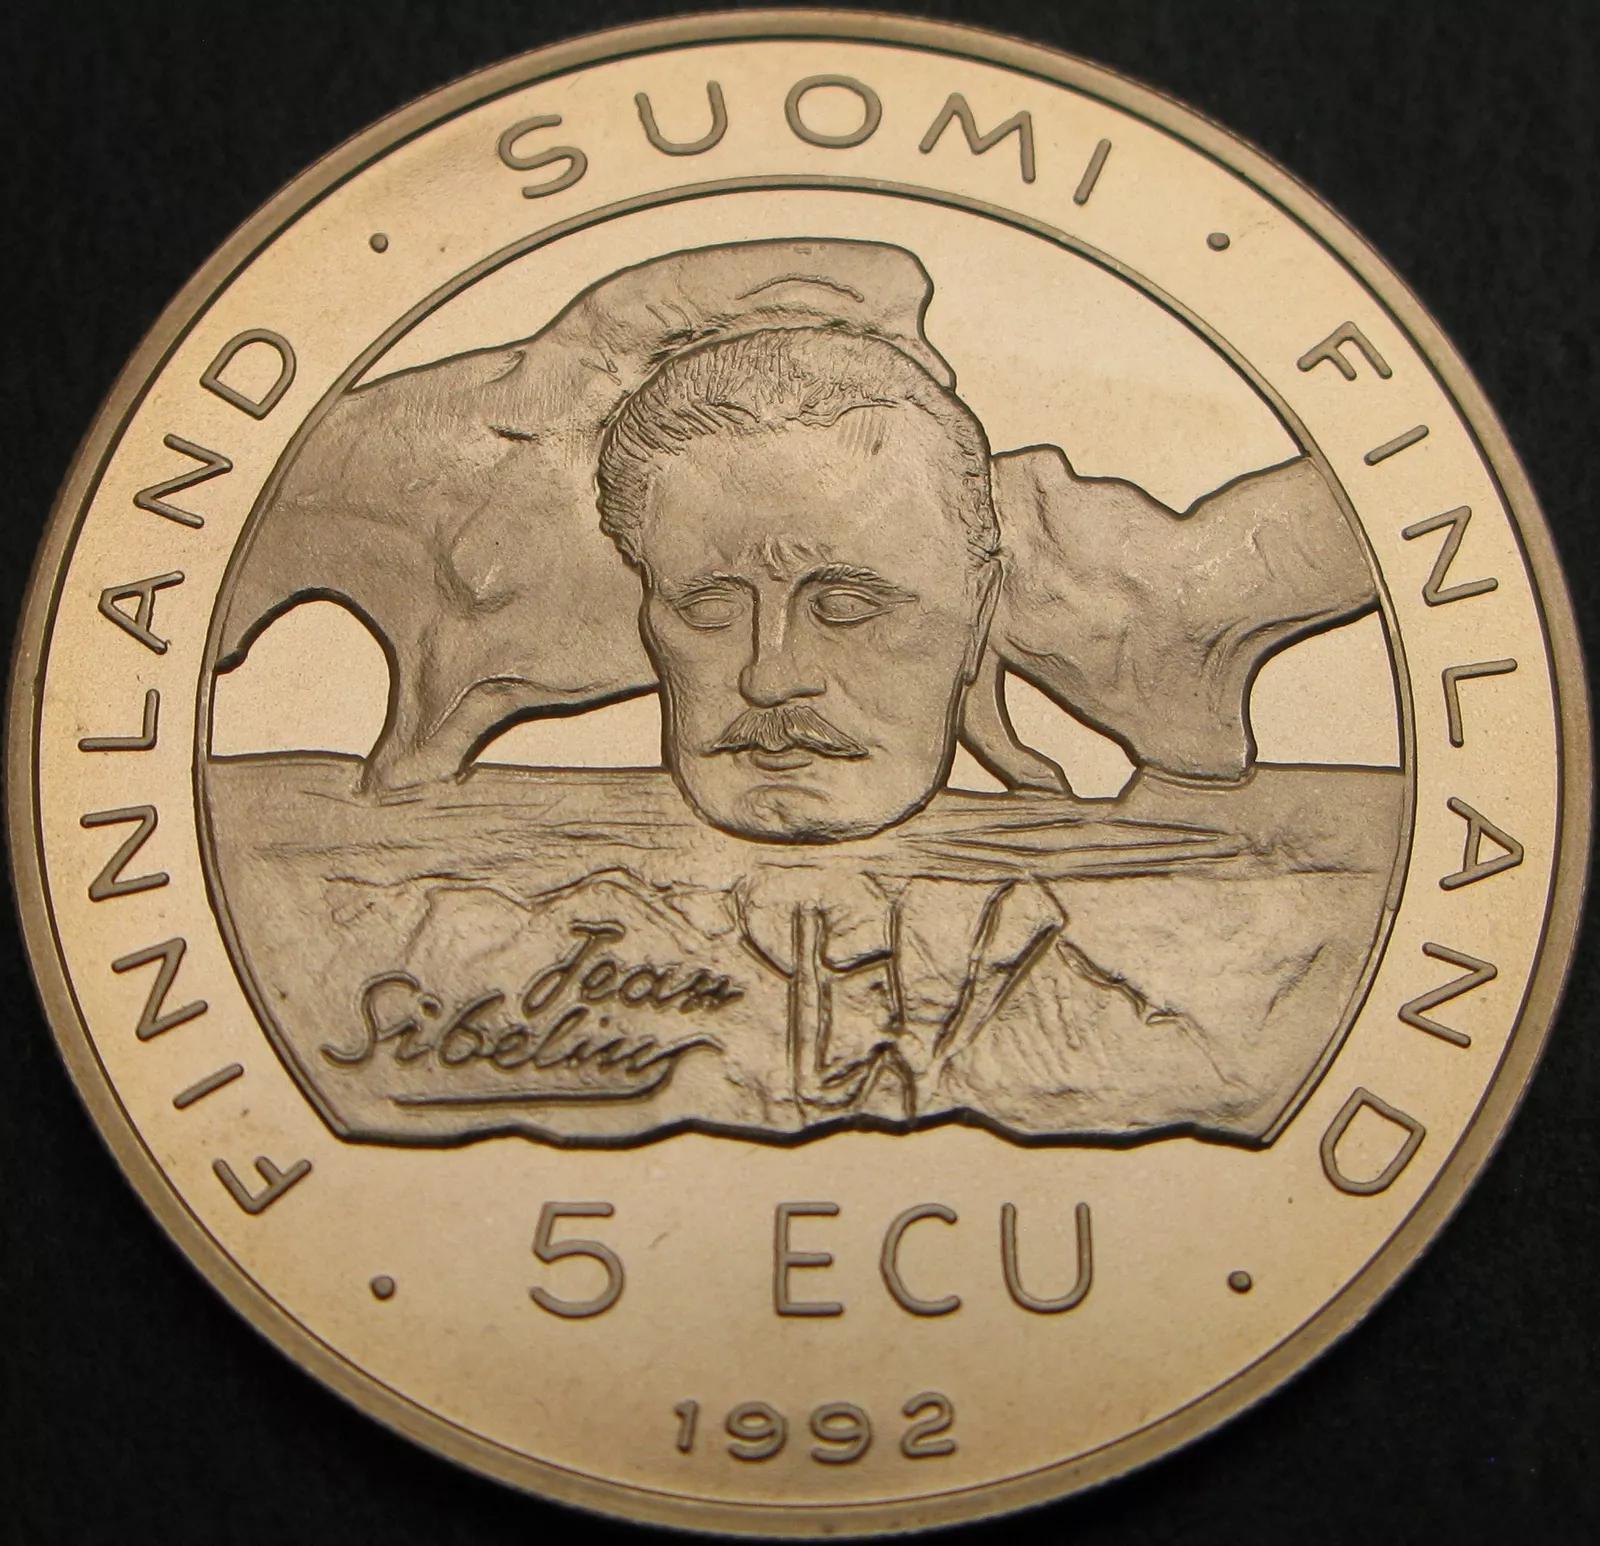 FINNLAND · SUOMI · FINLAND
Jean
Sibelius
· 5 ECU ·
1992